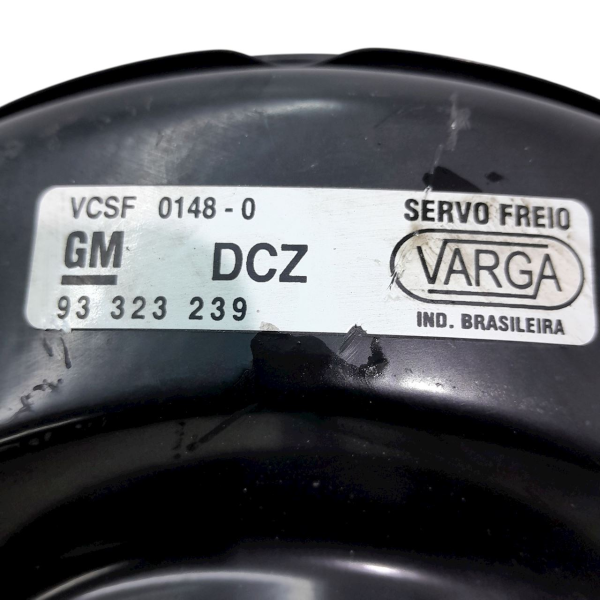 VCSF 0148 - 0
GM
DCZ
93 323 239
SERVO FREIO
VARGA
IND. BRASILEIRA